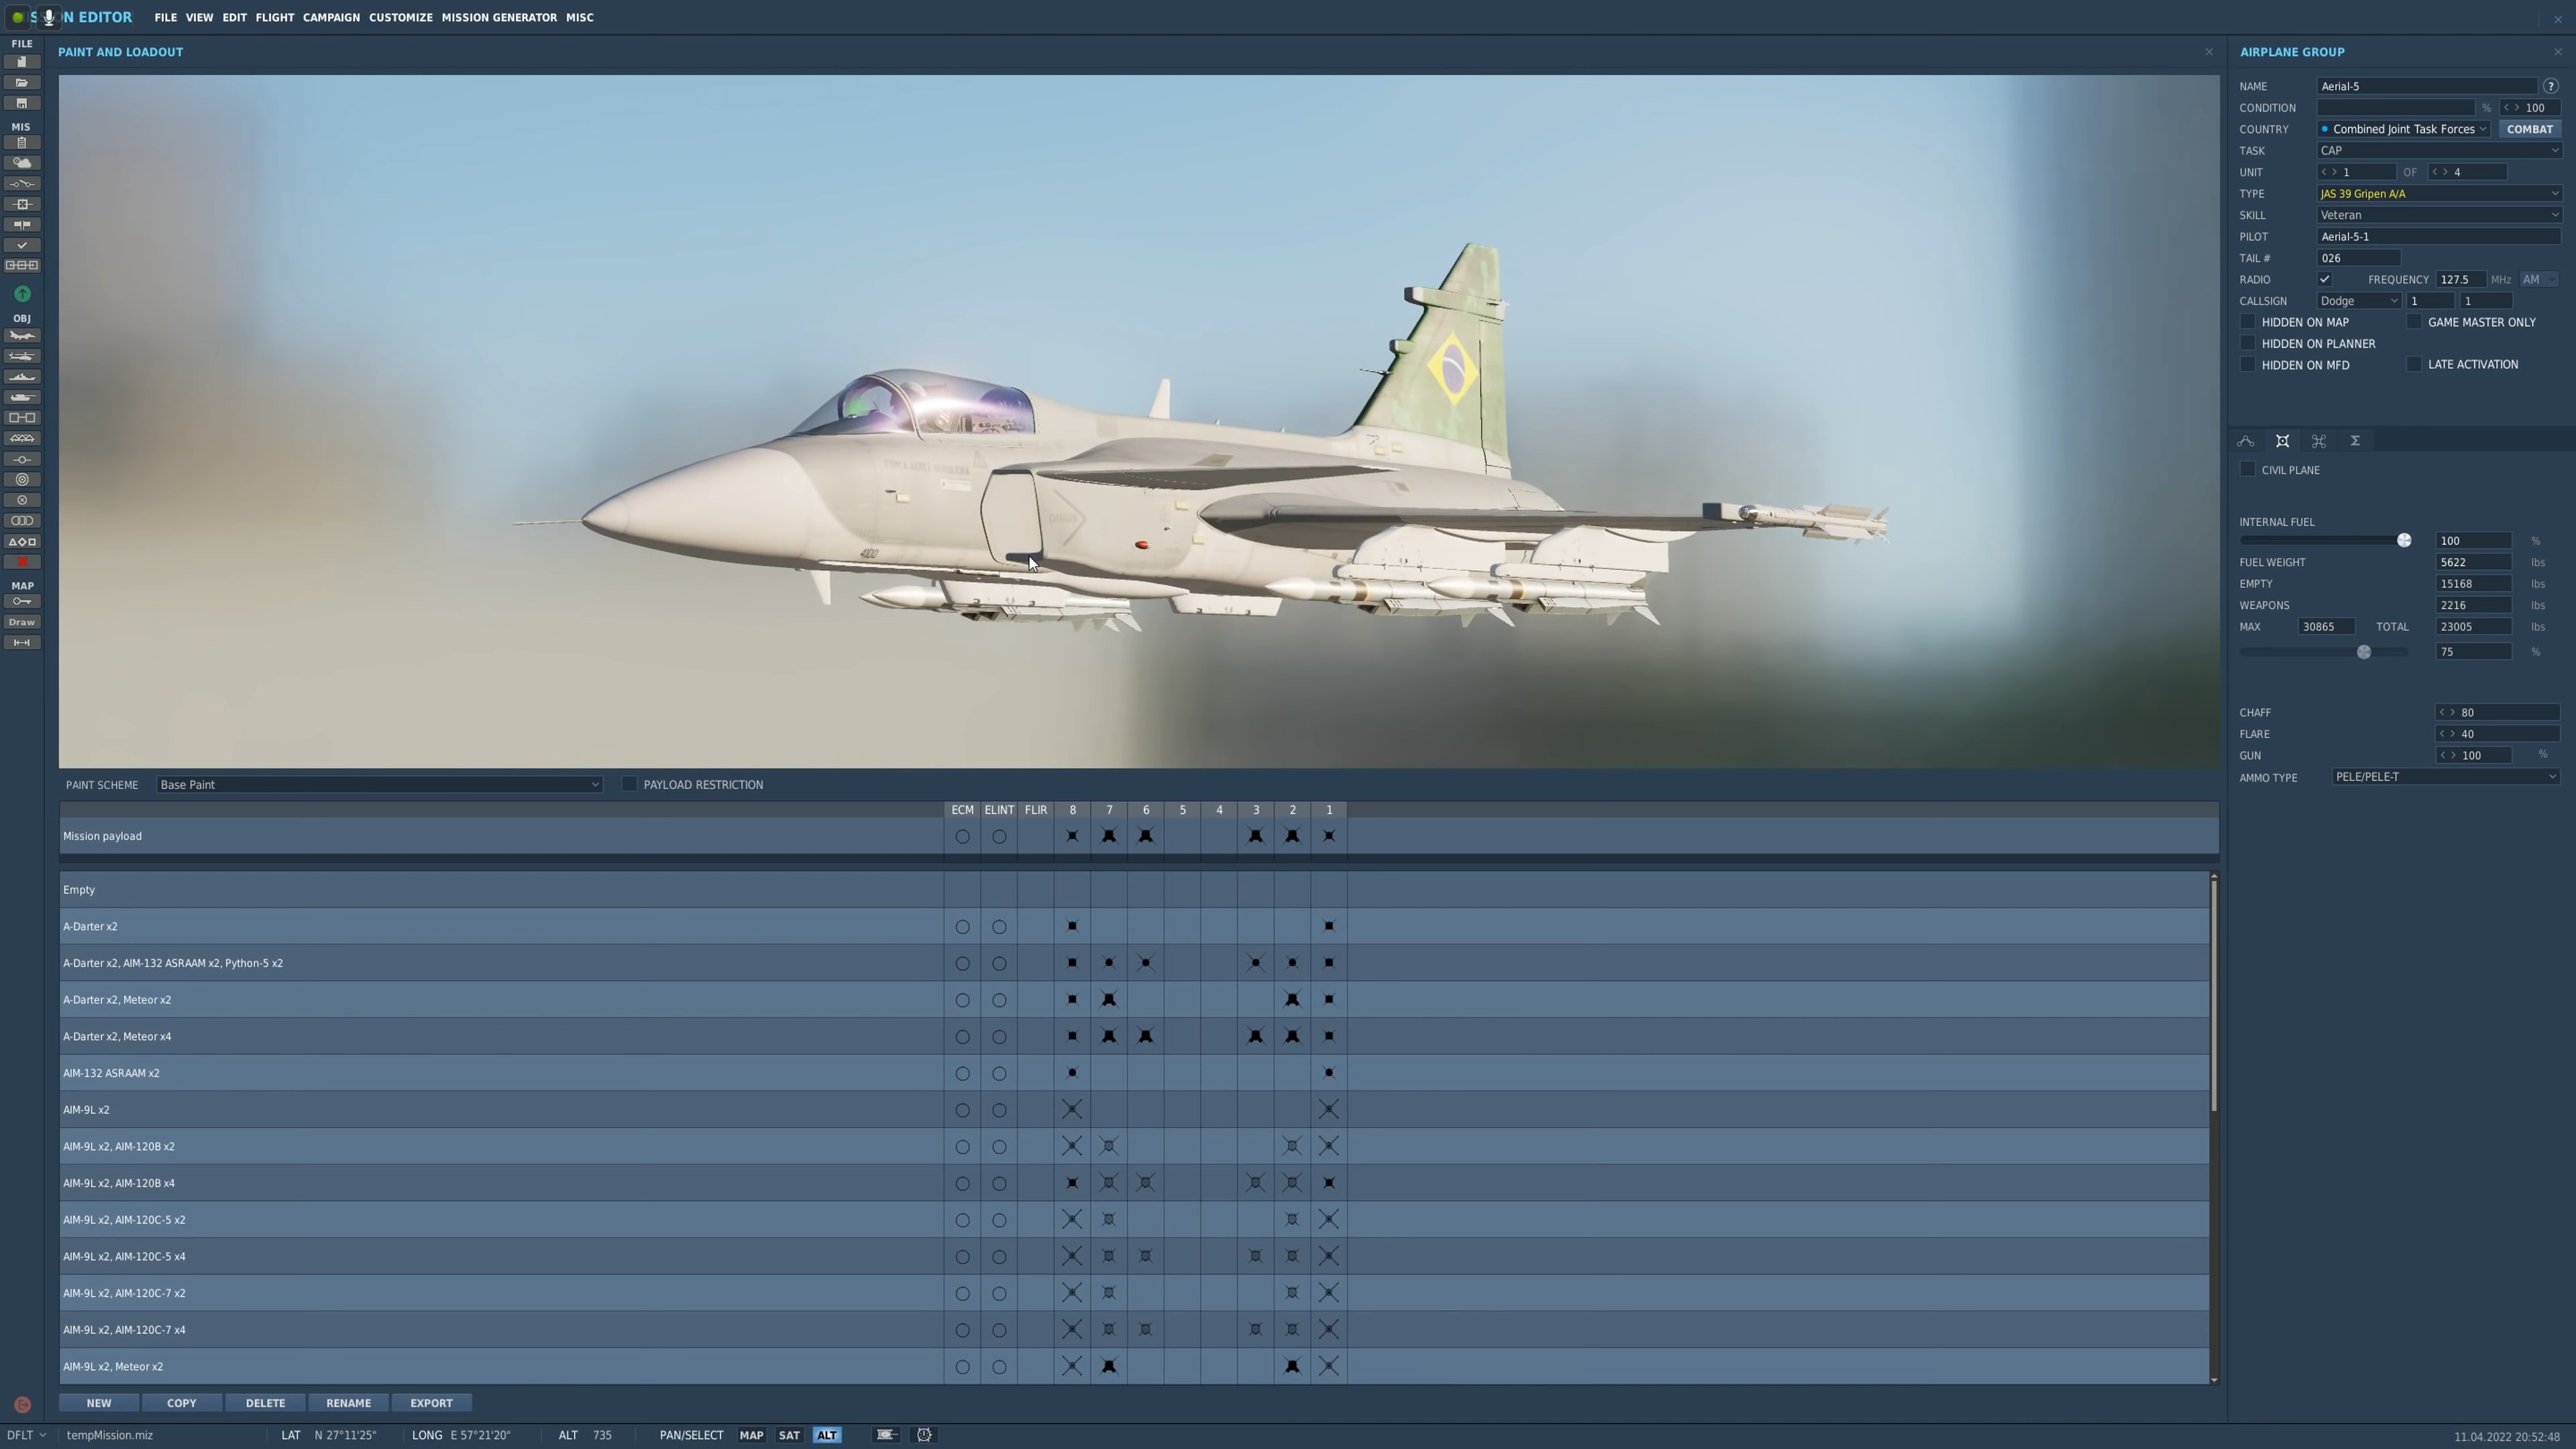 ON EDITOR FILE VIEW EDIT FLIGHT CAMPAIGN CUSTOMIZE MISSION GENERATOR MISC
FILE
MIS
OBJ
MAP
Draw
PAINT AND LOADOUT
FORÇA AEREA BRASILEIRA
DANGER
4100
PAINT SCHEME Base Paint PAYLOAD RESTRICTION
ECM ELINT FLIR 8 7 6 5 4 3 2 1
Mission payload
Empty
A-Darter x2
A-Darter x2, AIM-132 ASRAAM x2, Python-5 x2
A-Darter x2, Meteor x2
A-Darter x2, Meteor x4
AIM-132 ASRAAM x2
AIM-9L x2
AIM-9L x2, AIM-120B x2
AIM-9L x2, AIM-120B x4
AIM-9L x2, AIM-120C-5 x2
AIM-9L x2, AIM-120C-5 x4
AIM-9L x2, AIM-120C-7 x2
AIM-9L x2, AIM-120C-7 x4
AIM-9L x2, Meteor x2
NEW COPY DELETE RENAME EXPORT
AIRPLANE GROUP
NAME Aerial-5 ?
CONDITION % < > 100
COUNTRY Combined Joint Task Forces COMBAT
TASK CAP
UNIT < > 1 OF < > 4
TYPE JAS 39 Gripen A/A
SKILL Veteran
PILOT Aerial-5-1
TAIL # 026
RADIO FREQUENCY 127.5 MHz AM
CALLSIGN Dodge 1 1
HIDDEN ON MAP GAME MASTER ONLY
HIDDEN ON PLANNER
HIDDEN ON MFD LATE ACTIVATION
CIVIL PLANE
INTERNAL FUEL
100 %
FUEL WEIGHT 5622 lbs
EMPTY 15168 lbs
WEAPONS 2216 lbs
MAX 30865 TOTAL 23005 lbs
75 %
CHAFF < > 80
FLARE < > 40
GUN < > 100 %
AMMO TYPE PELE/PELE-T
DFLT tempMission.miz LAT N 27°11'25" LONG E 57°21'20" ALT 735 PAN/SELECT MAP SAT ALT 11.04.2022 20:52:48